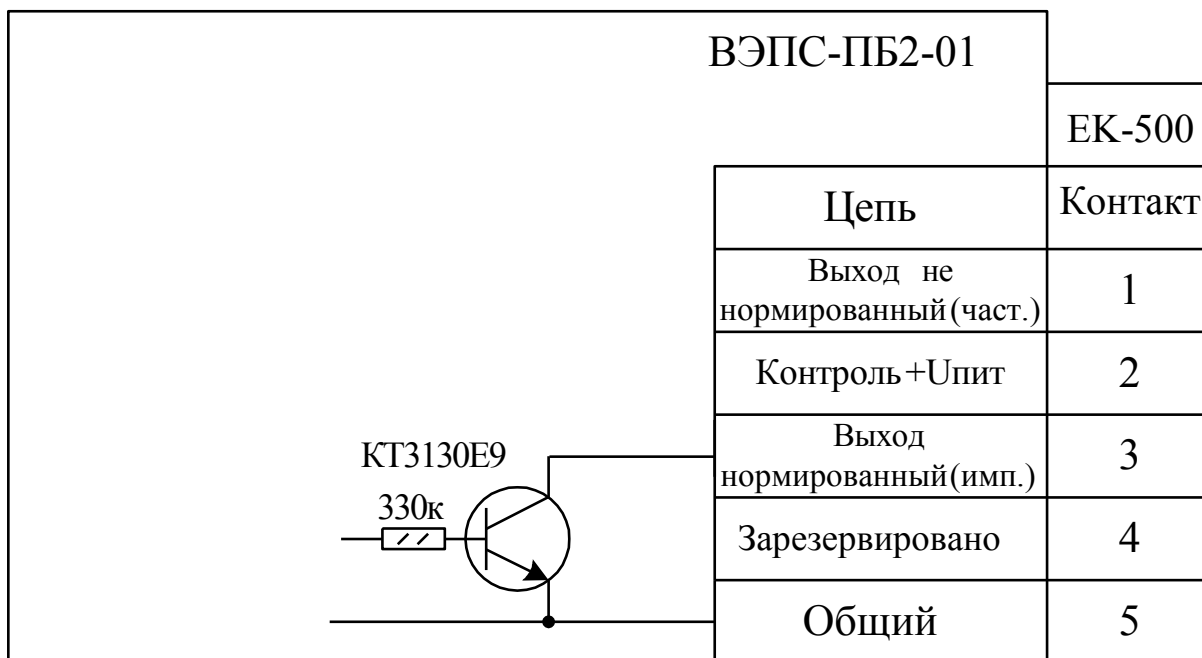 ВЭПС-ПБ2-01
EK-500
Цепь
Контакт
Выход не
нормированный (част.)
1
Контроль +Uпит
2
Выход
нормированный (имп.)
3
КТ3130Е9
330к
Зарезервировано
4
Общий
5